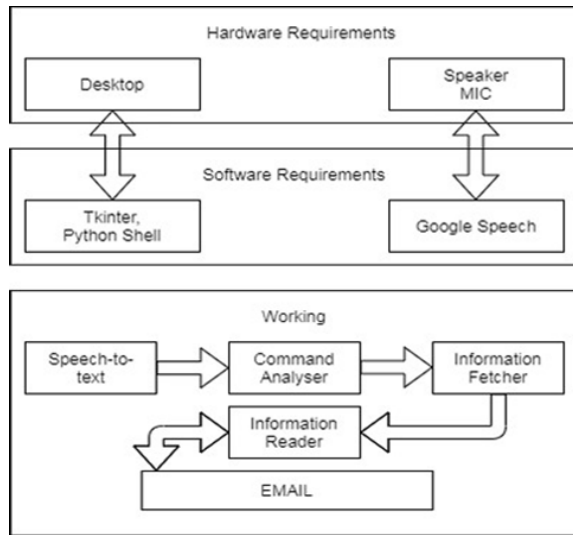 Hardware Requirements
Desktop
Speaker
MIC
Software Requirements
Tkinter,
Python Shell
Google Speech
Working
Speech-to-
text
Command
Analyser
Information
Fetcher
Information
Reader
EMAIL